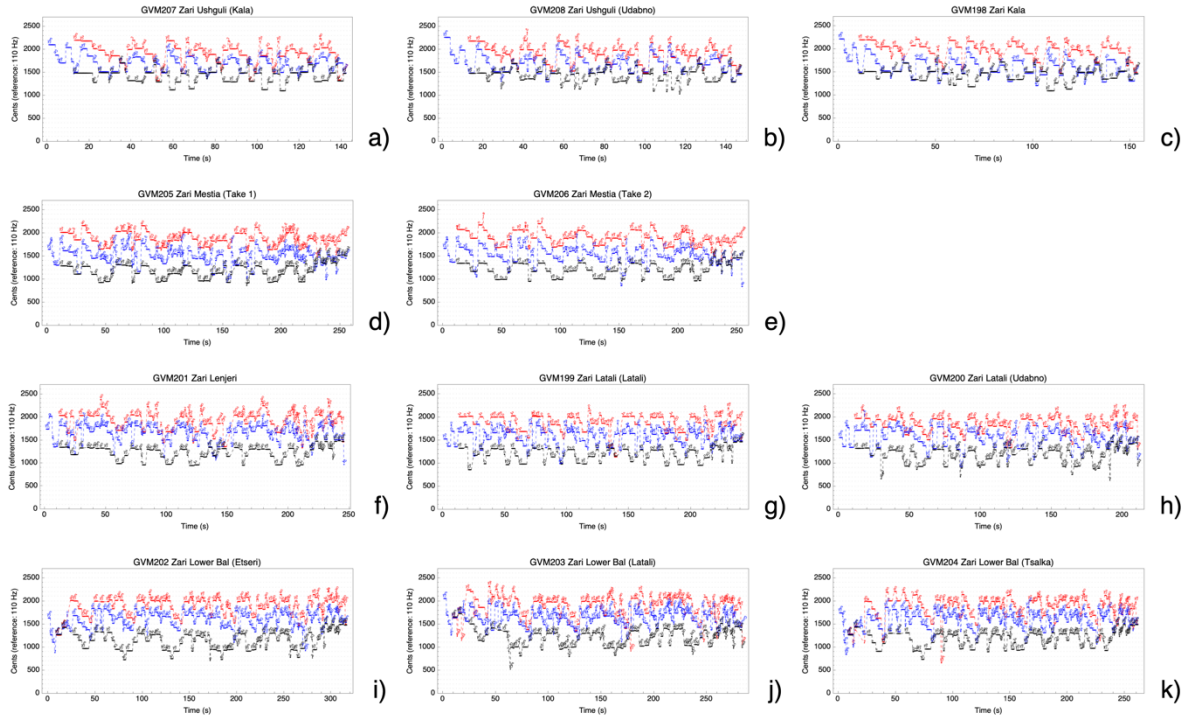 GVM207 Zari Ushguli (Kala)
Cents (reference: 110 Hz)
2500
2000
1500
1000
500
0
0 20 40 60 80 100 120 140
Time (s)
a)
GVM208 Zari Ushguli (Udabno)
Cents (reference: 110 Hz)
2500
2000
1500
1000
500
0
0 20 40 60 80 100 120 140
Time (s)
b)
GVM198 Zari Kala
Cents (reference: 110 Hz)
2500
2000
1500
1000
500
0
0 50 100 150
Time (s)
c)
GVM205 Zari Mestia (Take 1)
Cents (reference: 110 Hz)
2500
2000
1500
1000
500
0
0 50 100 150 200 250
Time (s)
d)
GVM206 Zari Mestia (Take 2)
Cents (reference: 110 Hz)
2500
2000
1500
1000
500
0
0 50 100 150 200 250
Time (s)
e)
GVM201 Zari Lenjeri
Cents (reference: 110 Hz)
2500
2000
1500
1000
500
0
0 50 100 150 200 250
Time (s)
f)
GVM199 Zari Latali (Latali)
Cents (reference: 110 Hz)
2500
2000
1500
1000
500
0
0 50 100 150 200
Time (s)
g)
GVM200 Zari Latali (Udabno)
Cents (reference: 110 Hz)
2500
2000
1500
1000
500
0
0 50 100 150 200
Time (s)
h)
GVM202 Zari Lower Bal (Etseri)
Cents (reference: 110 Hz)
2500
2000
1500
1000
500
0
0 50 100 150 200 250 300
Time (s)
i)
GVM203 Zari Lower Bal (Latali)
Cents (reference: 110 Hz)
2500
2000
1500
1000
500
0
0 50 100 150 200 250
Time (s)
j)
GVM204 Zari Lower Bal (Tsalka)
Cents (reference: 110 Hz)
2500
2000
1500
1000
500
0
0 50 100 150 200 250
Time (s)
k)